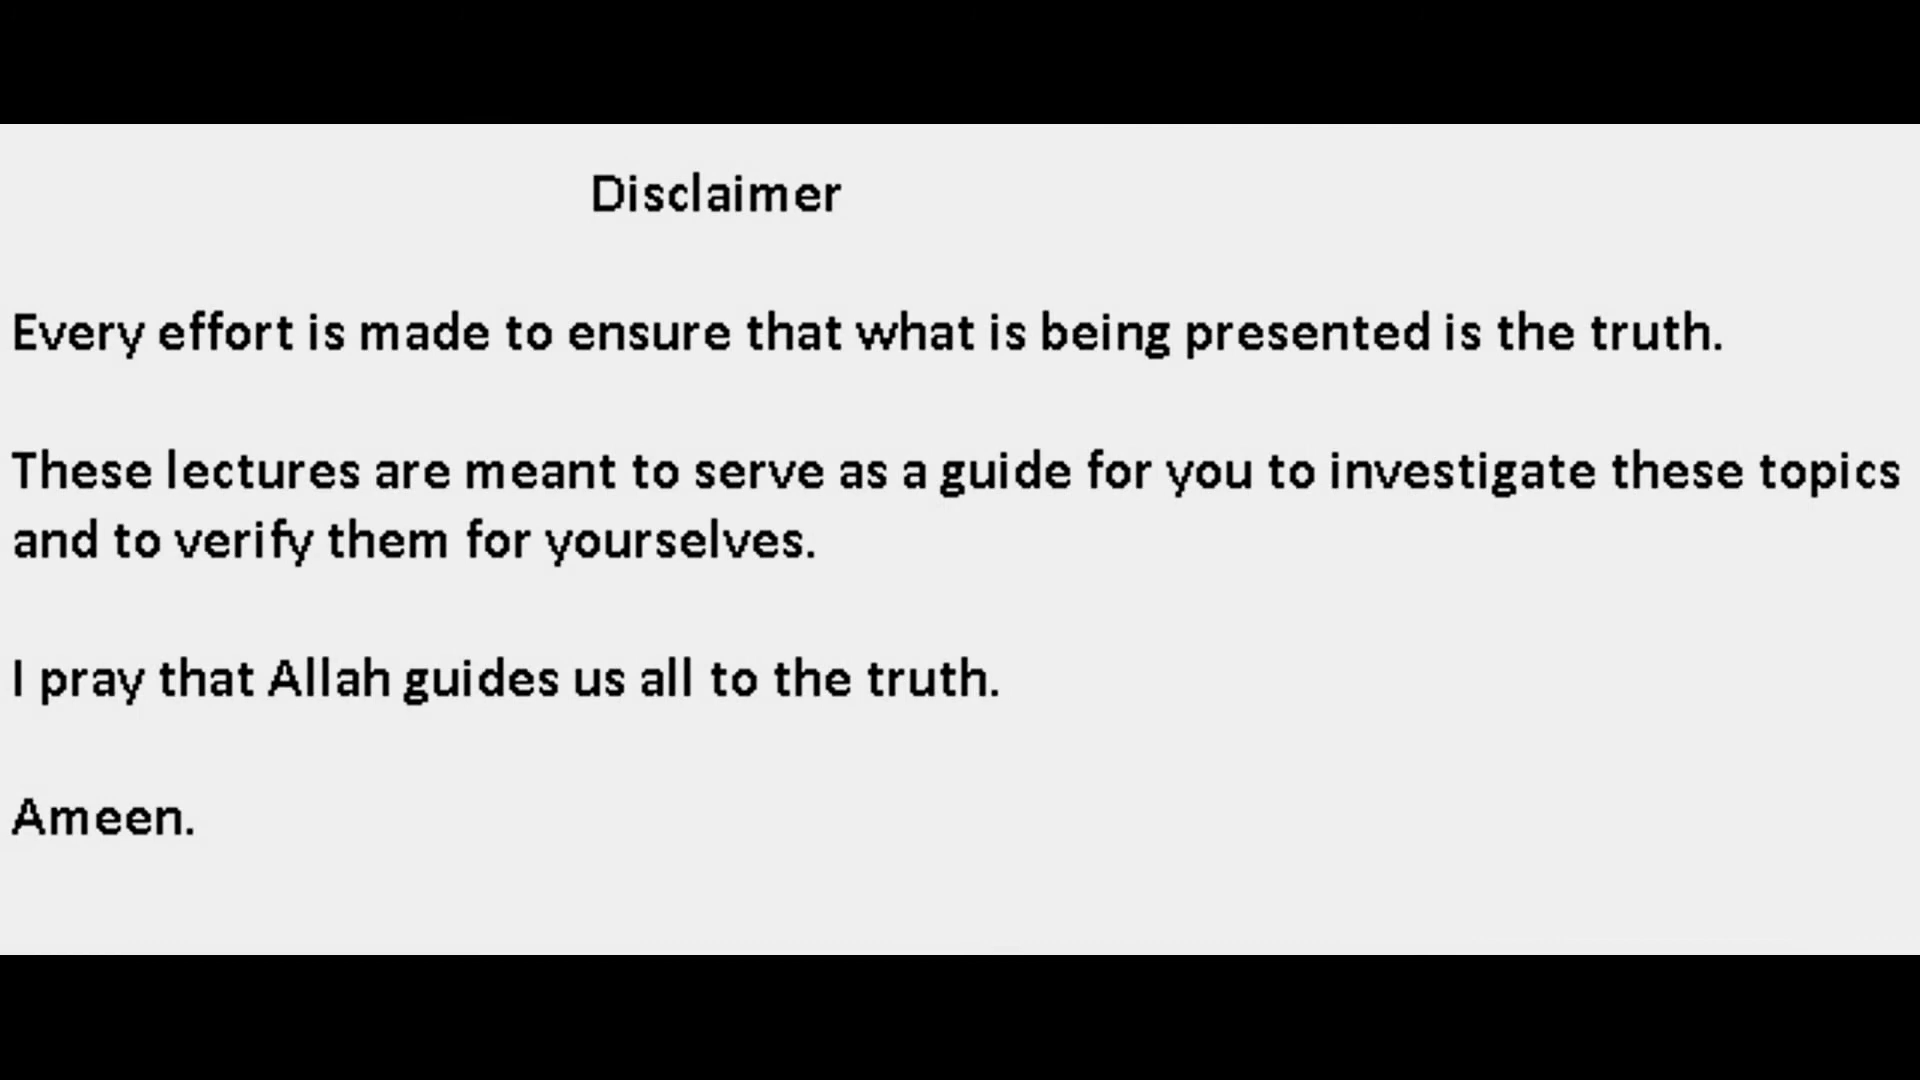 Disclaimer
Every effort is made to ensure that what is being presented is the truth.
These lectures are meant to serve as a guide for you to investigate these topics
and to verify them for yourselves.
I pray that Allah guides us all to the truth.
Ameen.